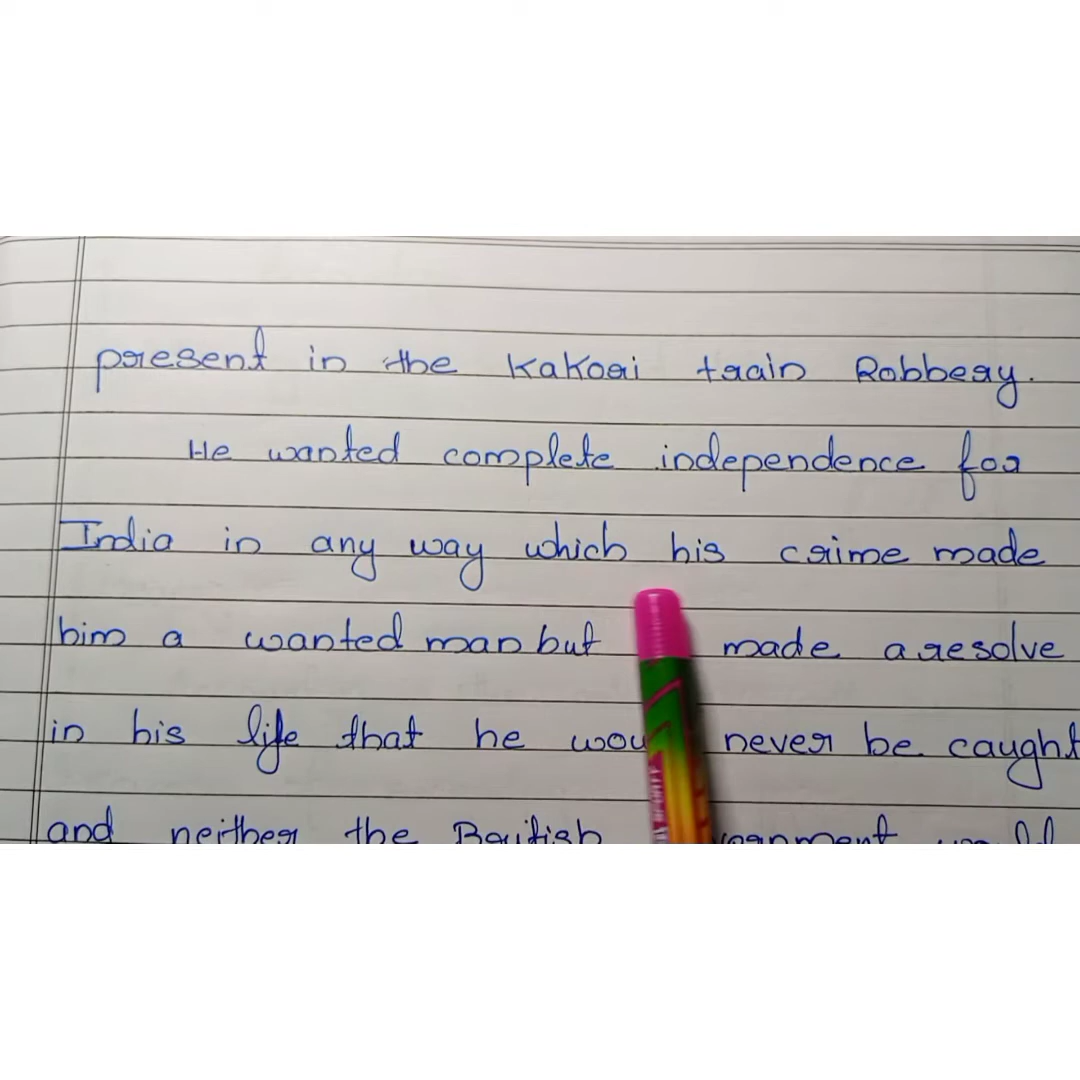 present in the Kakori train Robbery.
He wanted complete independence for
India in any way which his crime made
him a wanted man but made a resolve
in his life that he never be caught
and neither the British would